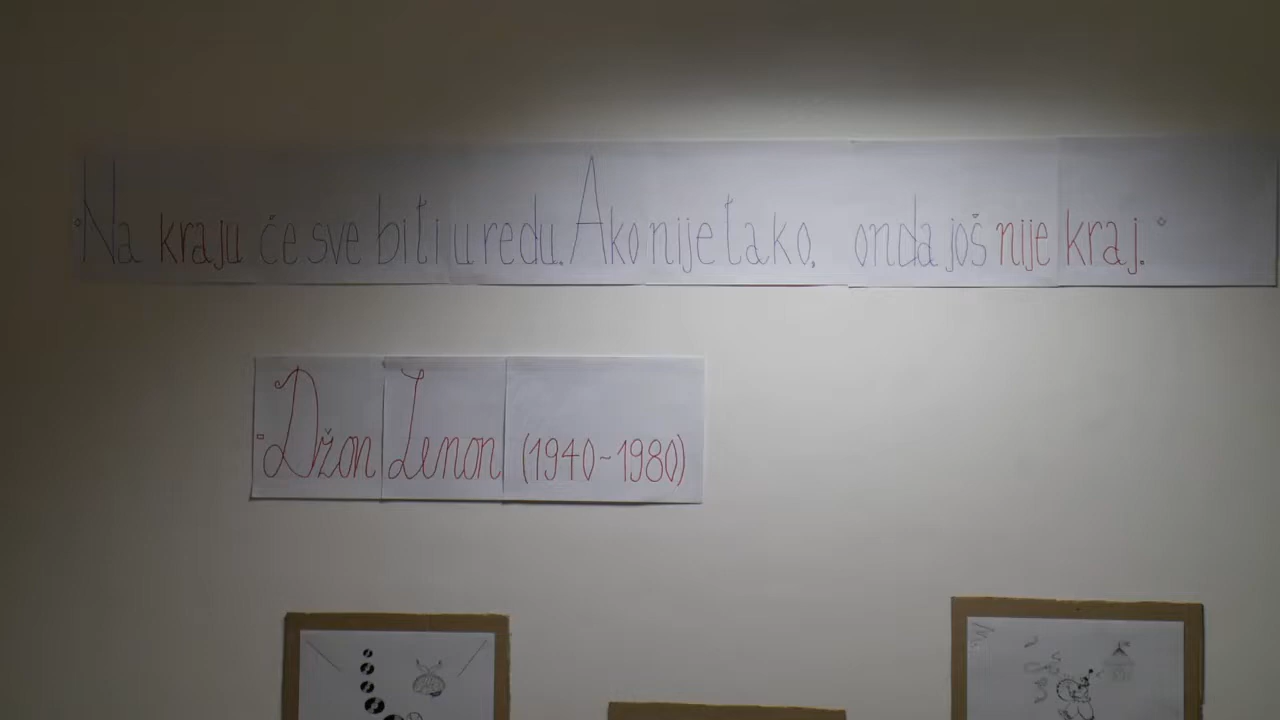 Na kraju će sve biti u redu. Ako nije tako, onda još nije kraj.
Džon Lenon (1940-1980)